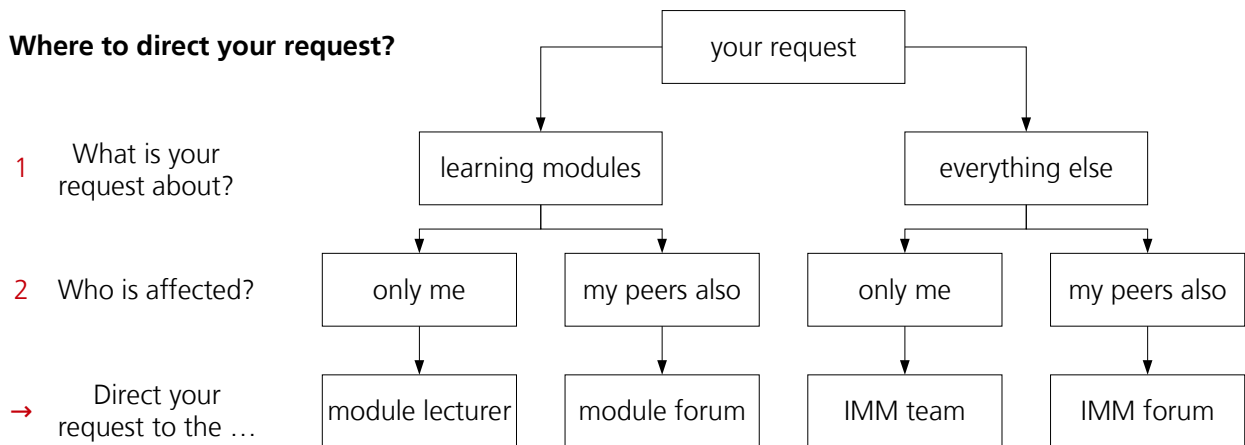 Where to direct your request?
your request
1
What is your
request about?
learning modules
everything else
2
Who is affected?
only me
my peers also
only me
my peers also
→
Direct your
request to the …
module lecturer
module forum
IMM team
IMM forum